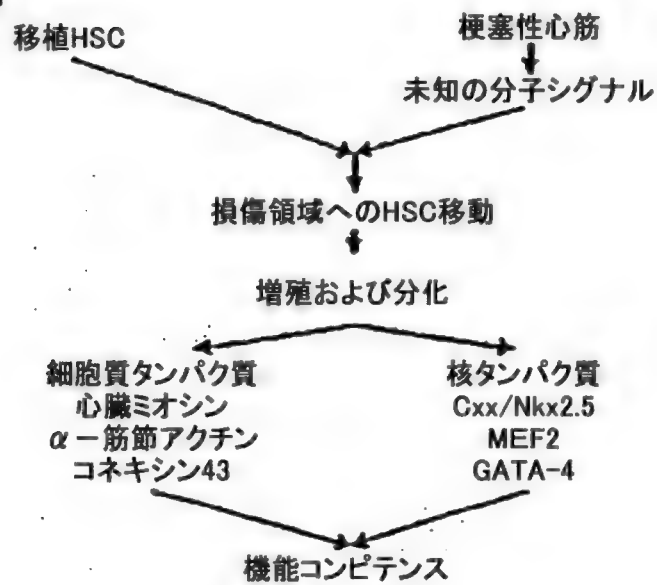 移植HSC
梗塞性心筋
未知の分子シグナル
損傷領域へのHSC移動
増殖および分化
細胞質タンパク質
心臓ミオシン
α－筋節アクチン
コネキシン43
核タンパク質
Cxx/Nkx2.5
MEF2
GATA-4
機能コンピテンス